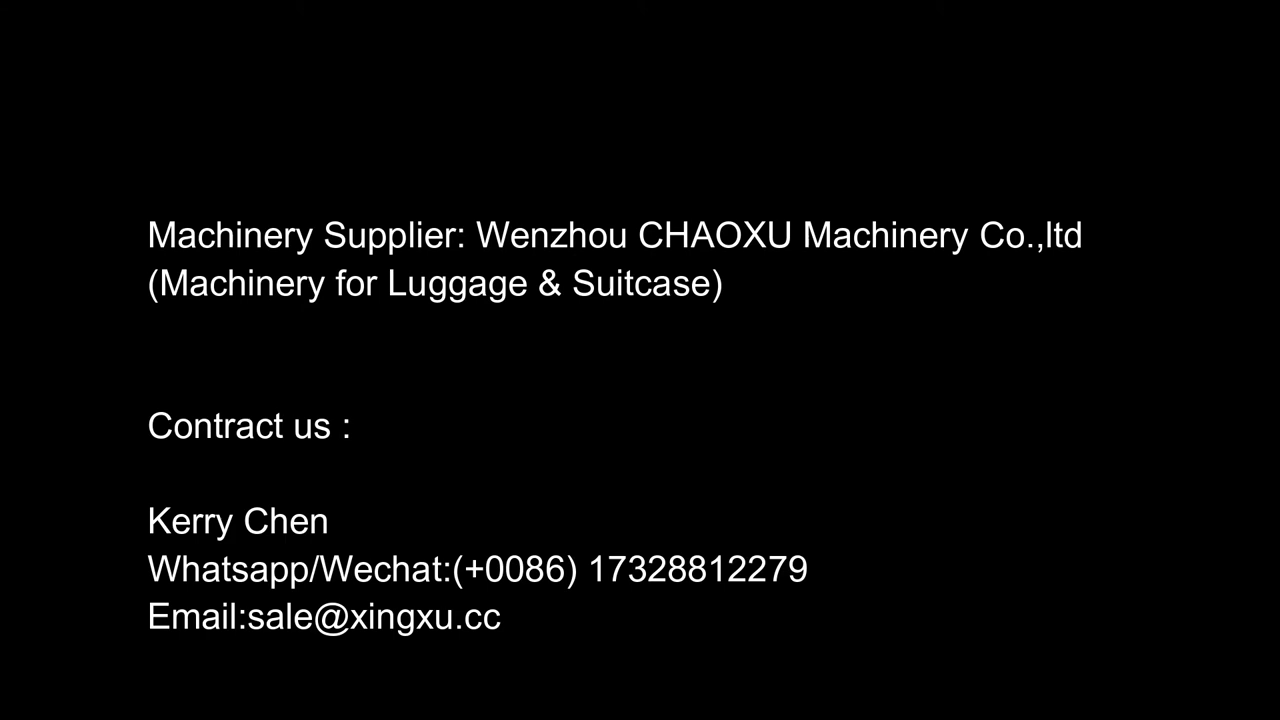 Machinery Supplier: Wenzhou CHAOXU Machinery Co.,ltd
(Machinery for Luggage & Suitcase)
Contract us :
Kerry Chen
Whatsapp/Wechat:(+0086) 17328812279
Email:sale@xingxu.cc